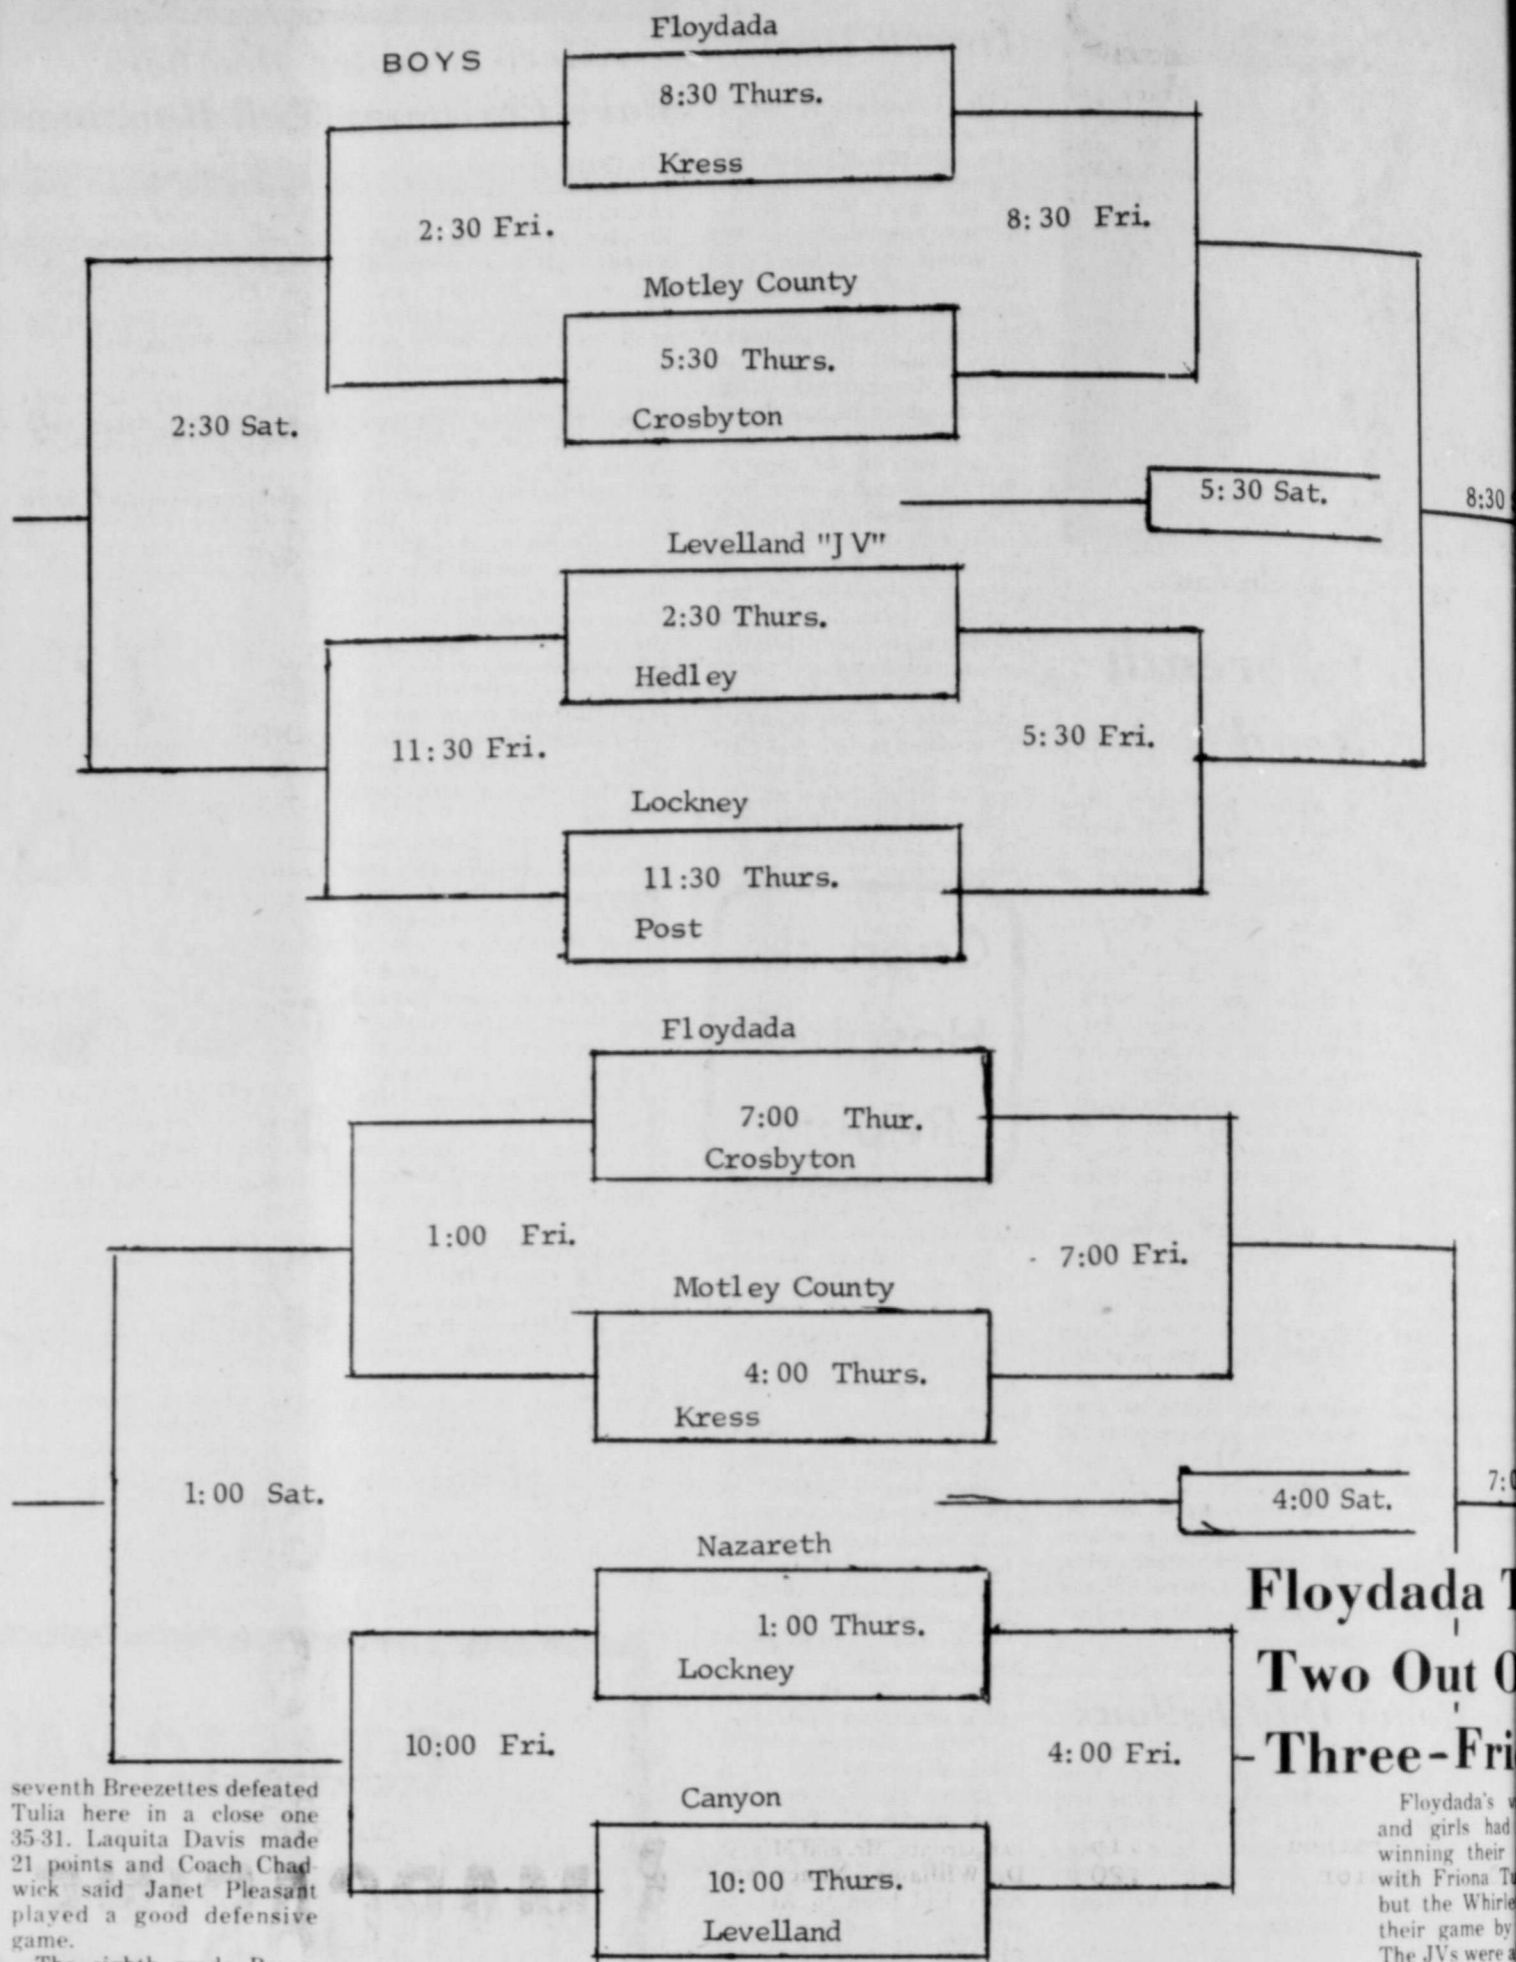 BOYS
Floydada
8:30 Thurs.
Kress
2:30 Fri.
8:30 Fri.
Motley County
5:30 Thurs.
Crosbyton
2:30 Sat.
5:30 Sat.
8:30
Levelland "JV"
2:30 Thurs.
Hedley
11:30 Fri.
5:30 Fri.
Lockney
11:30 Thurs.
Post
Floydada
7:00 Thur.
Crosbyton
1:00 Fri.
7:00 Fri.
Motley County
4:00 Thurs.
Kress
1:00 Sat.
4:00 Sat.
Nazareth
1:00 Thurs.
Lockney
10:00 Fri.
4:00 Fri.
Canyon
10:00 Thurs.
Levelland
seventh Breezettes defeated
Tulia here in a close one
35-31. Laquita Davis made
21 points and Coach Chad-
wick said Janet Pleasant
played a good defensive
game.
Floydada
Two Out
Three-Fri
Floydada's
and girls had
winning their
with Friona
but the
their game by
The JVs were